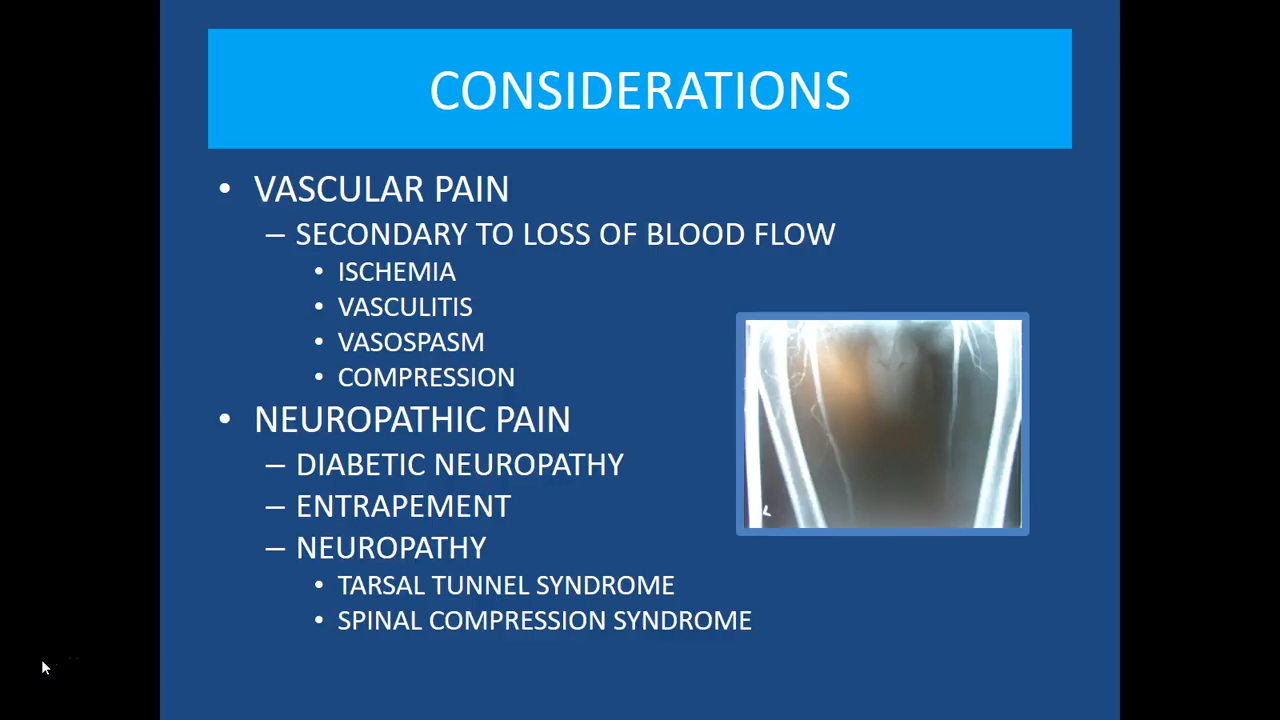 CONSIDERATIONS
• VASCULAR PAIN
– SECONDARY TO LOSS OF BLOOD FLOW
• ISCHEMIA
• VASCULITIS
• VASOSPASM
• COMPRESSION
• NEUROPATHIC PAIN
– DIABETIC NEUROPATHY
– ENTRAPEMENT
– NEUROPATHY
• TARSAL TUNNEL SYNDROME
• SPINAL COMPRESSION SYNDROME